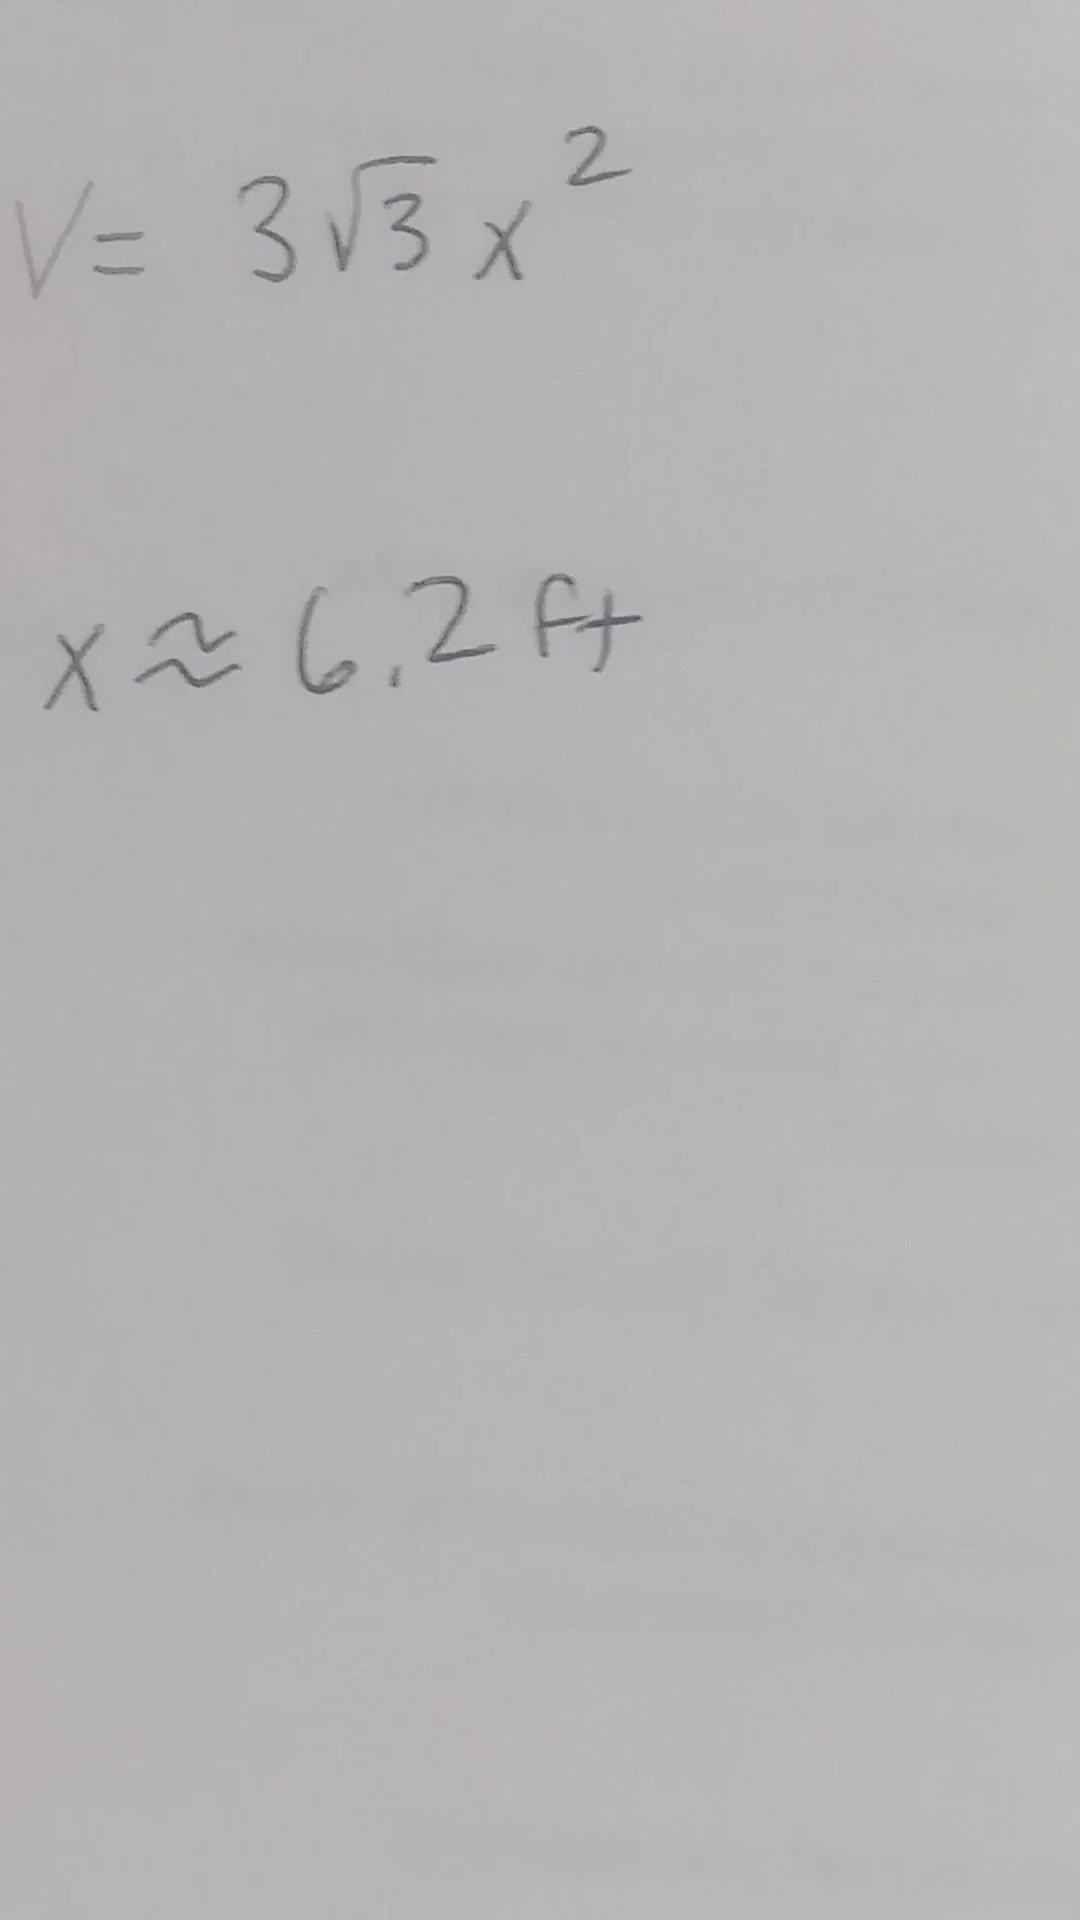 V = 3√3 x²
x ≈ 6.2 ft